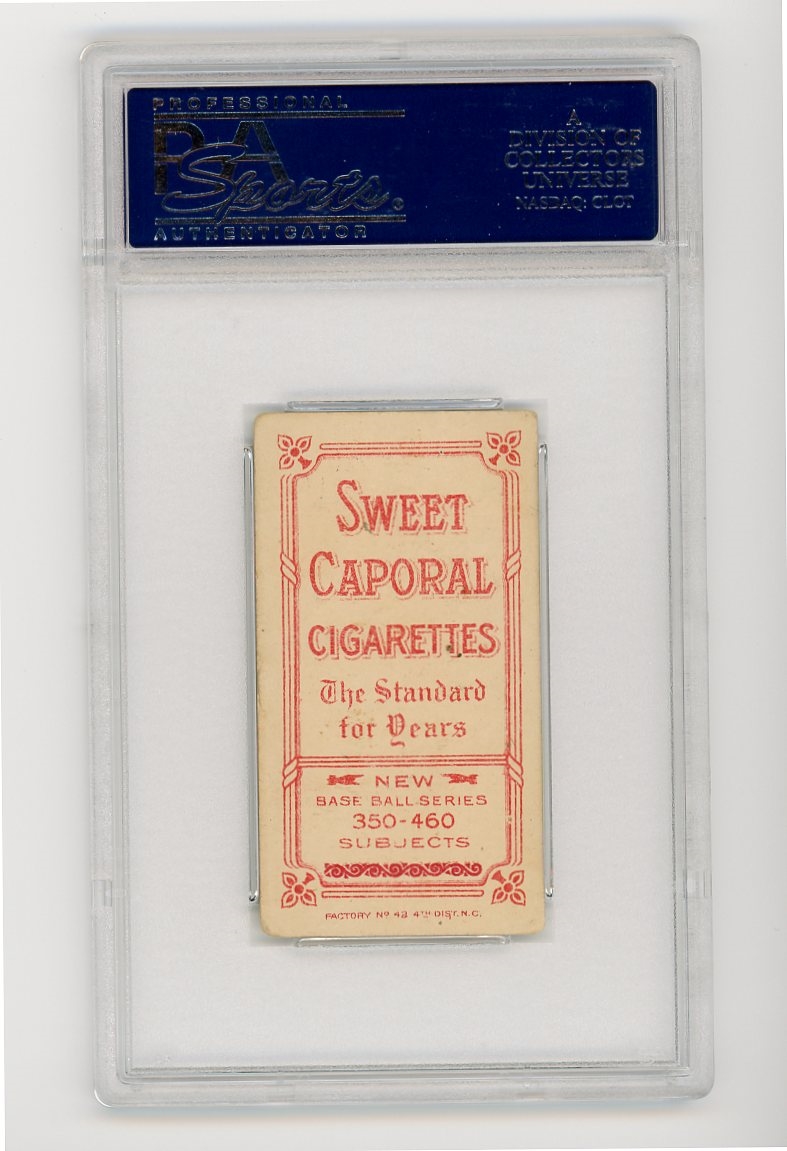 PROFESSIONAL
PSA
Sports
AUTHENTICATOR
A
DIVISION OF
COLLECTORS
UNIVERSE
NASDAQ: CLCT
SWEET
CAPORAL
CIGARETTES
The Standard
for Years
NEW
BASE BALL SERIES
350-460
SUBJECTS
FACTORY Nº 42 4TH DIST. N.C.